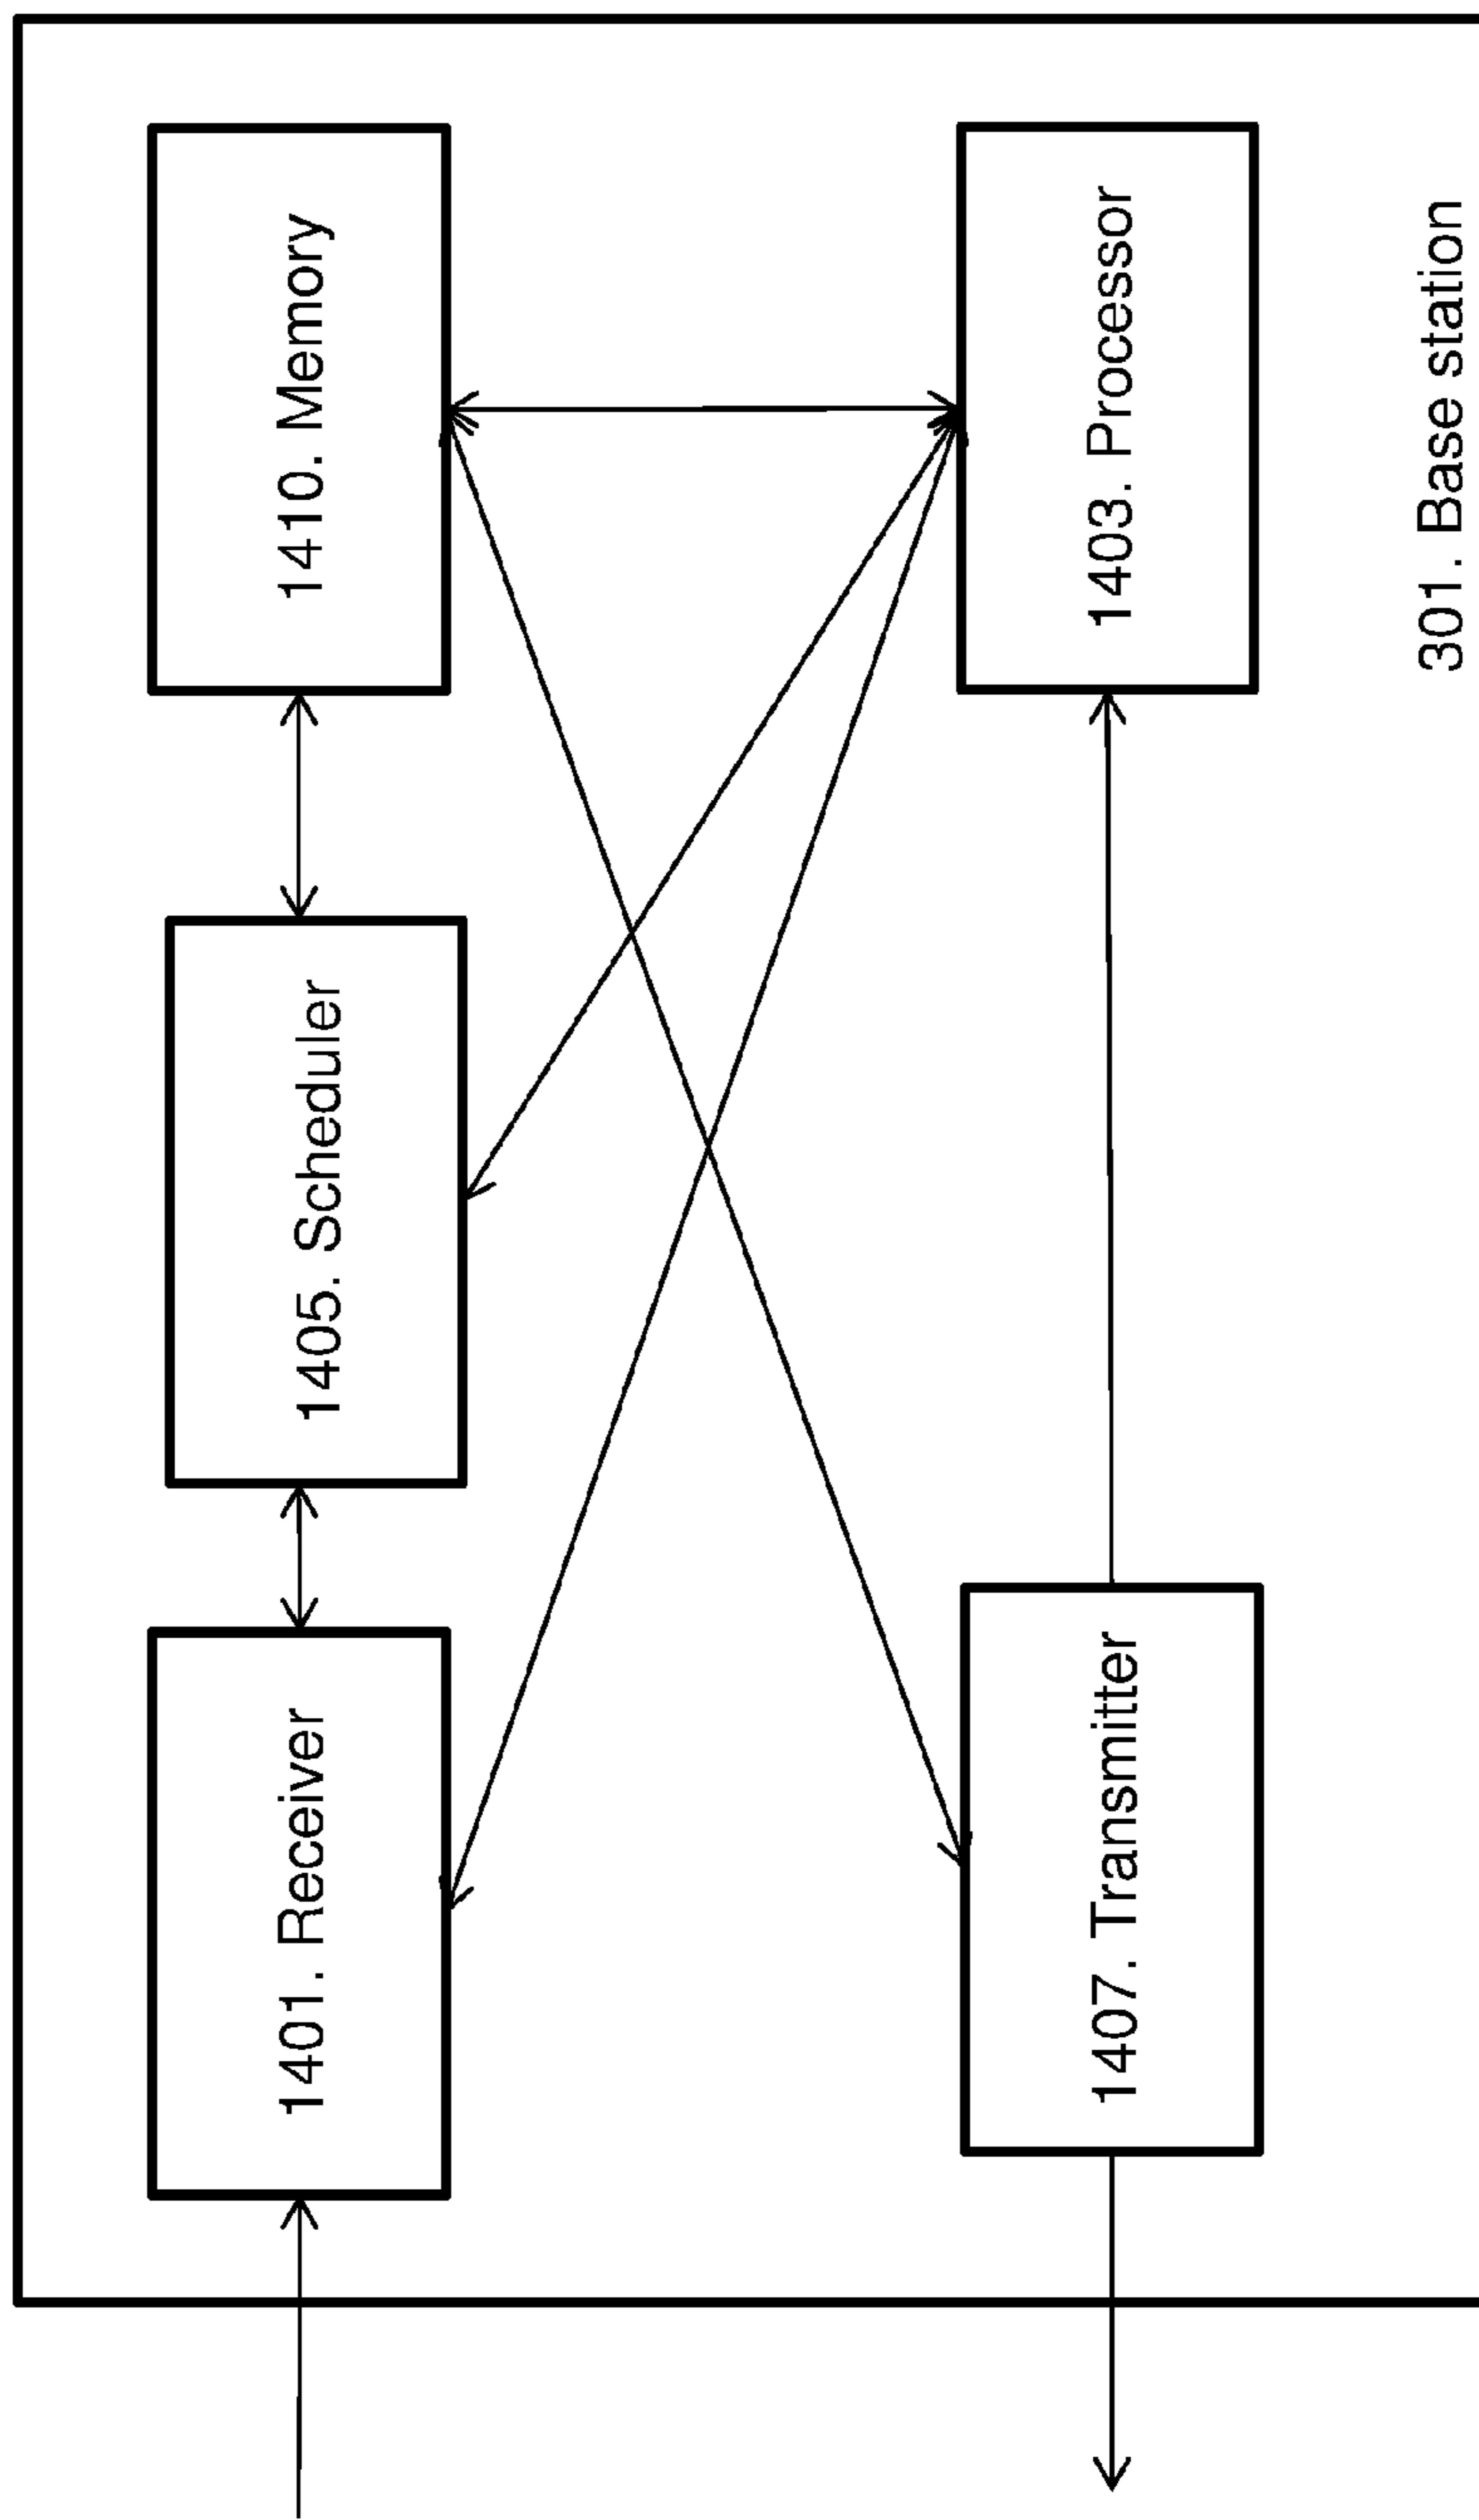 1401. Receiver
1405. Scheduler
1410. Memory
1407. Transmitter
1403. Processor
301. Base station